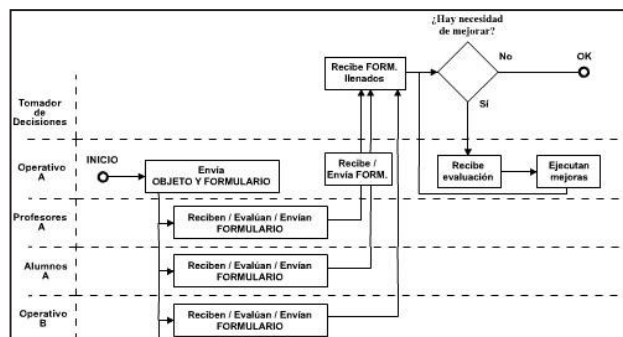 ¿Hay necesidad
de mejorar?
Recibe FORM.
llenados
No
OK
Sí
Tomador
de
Decisiones
Operativo
A
INICIO
Envía
OBJETO Y FORMULARIO
Recibe /
Envía FORM.
Recibe
evaluación
Ejecutan
mejoras
Profesores
A
Reciben / Evalúan / Envían
FORMULARIO
Alumnos
A
Reciben / Evalúan / Envían
FORMULARIO
Operativo
B
Reciben / Evalúan / Envían
FORMULARIO